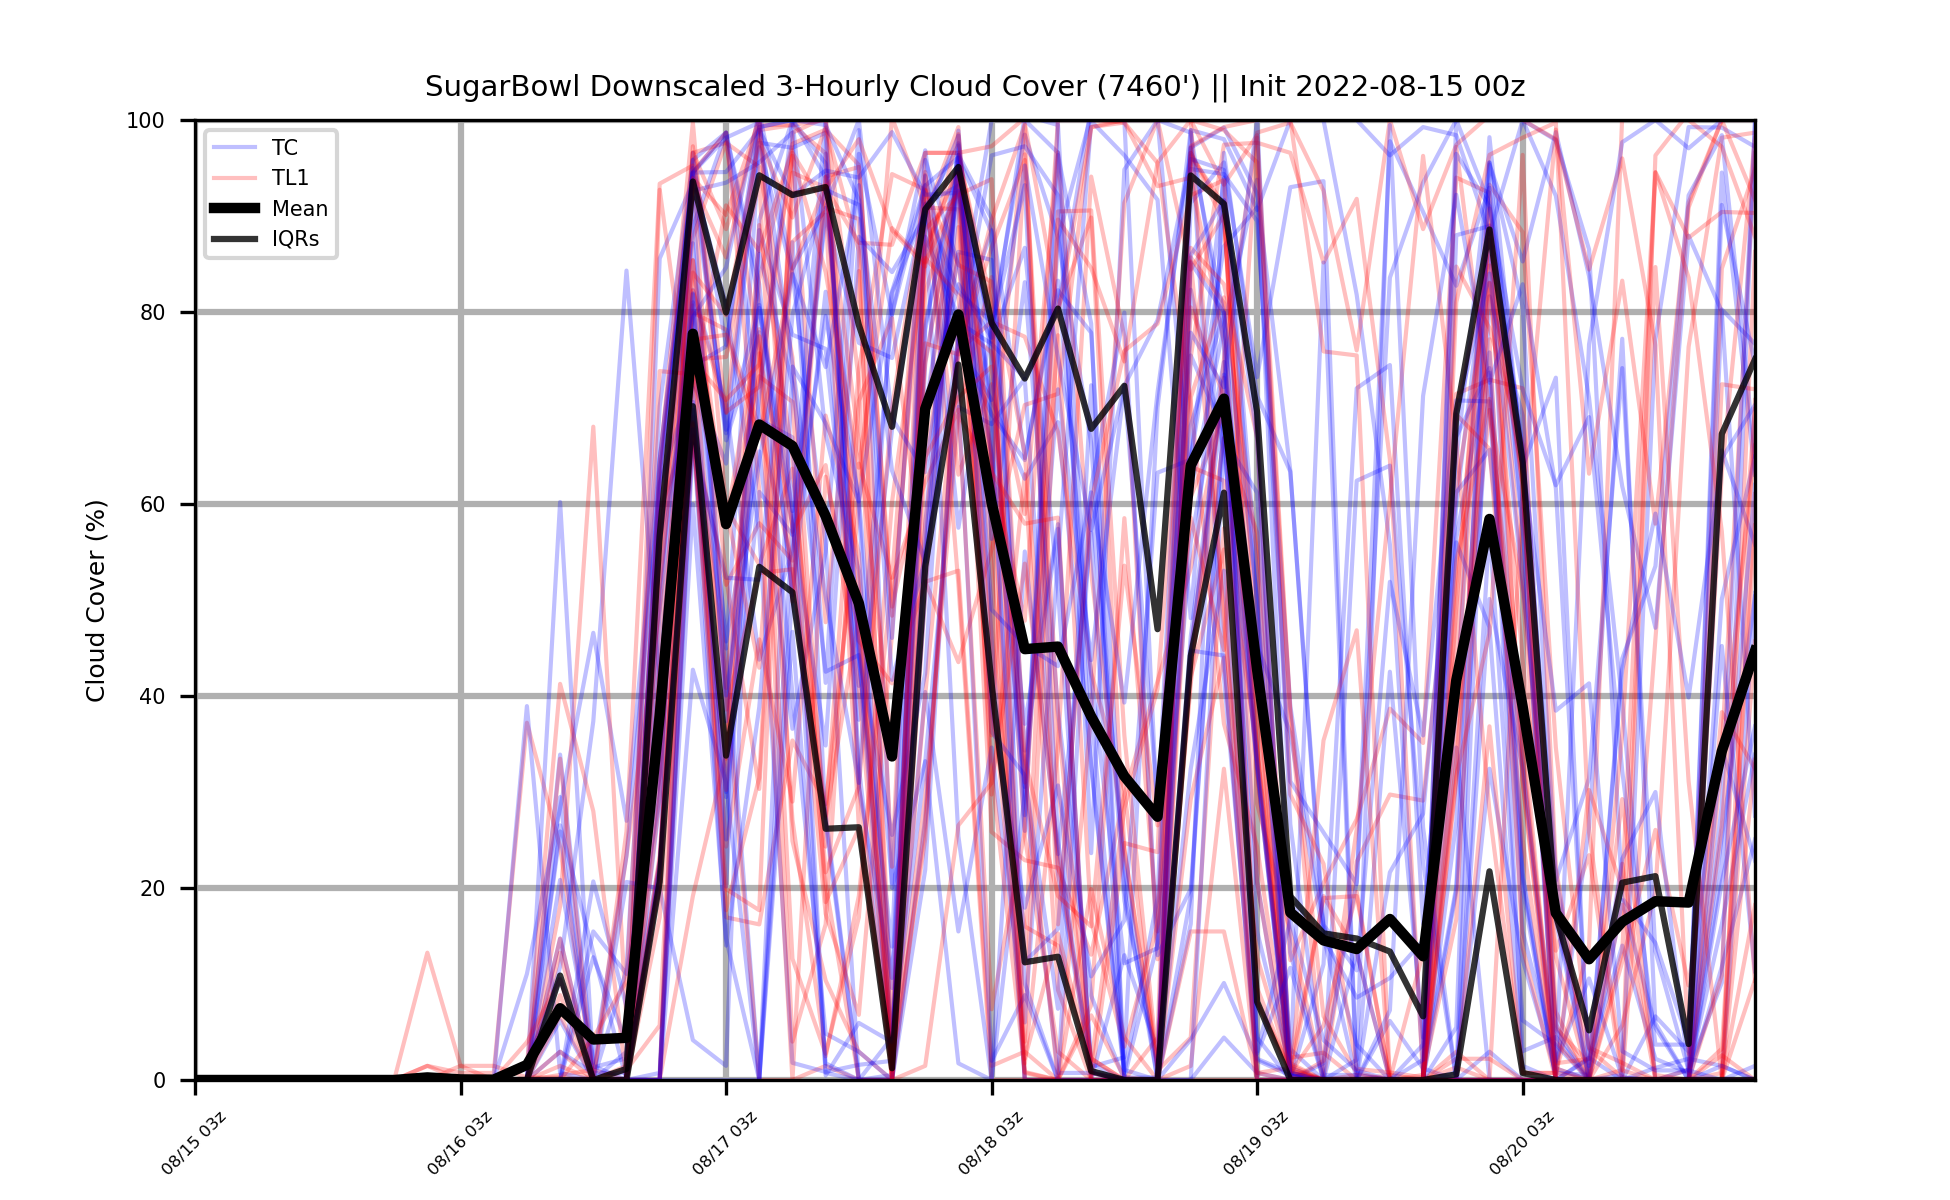 SugarBowl Downscaled 3-Hourly Cloud Cover (7460') || Init 2022-08-15 00z
TC
TL1
Mean
IQRs
Cloud Cover (%)
100
80
60
40
20
0
08/15 03z
08/16 03z
08/17 03z
08/18 03z
08/19 03z
08/20 03z